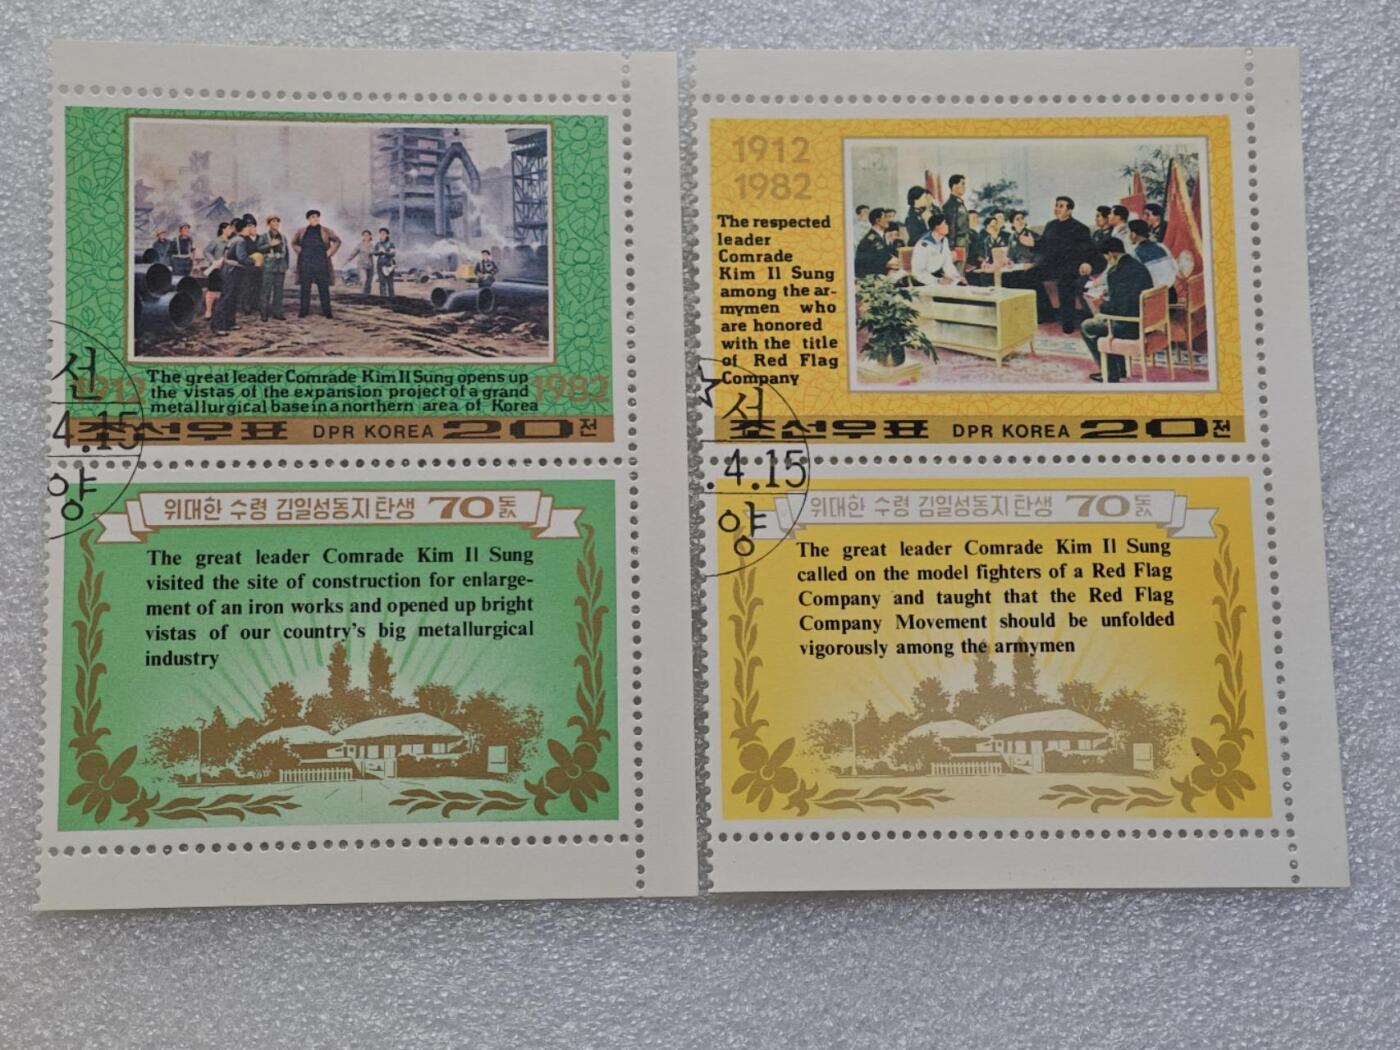 The great leader Comrade Kim Il Sung opens up
the vistas of the expansion project of a grand
metallurgical base in a northern area of Korea
1912
1982
조선우표 DPR KOREA 20전
선
4.15
양
위대한 수령 김일성동지 탄생 70돐
The great leader Comrade Kim Il Sung
visited the site of construction for enlarge-
ment of an iron works and opened up bright
vistas of our country's big metallurgical
industry
1912
1982
The respected
leader
Comrade
Kim Il Sung
among the ar-
mymen who
are honored
with the title
of Red Flag
Company
조선우표 DPR KOREA 20전
선
.4.15
양
위대한 수령 김일성동지 탄생 70돐
The great leader Comrade Kim Il Sung
called on the model fighters of a Red Flag
Company and taught that the Red Flag
Company Movement should be unfolded
vigorously among the armymen